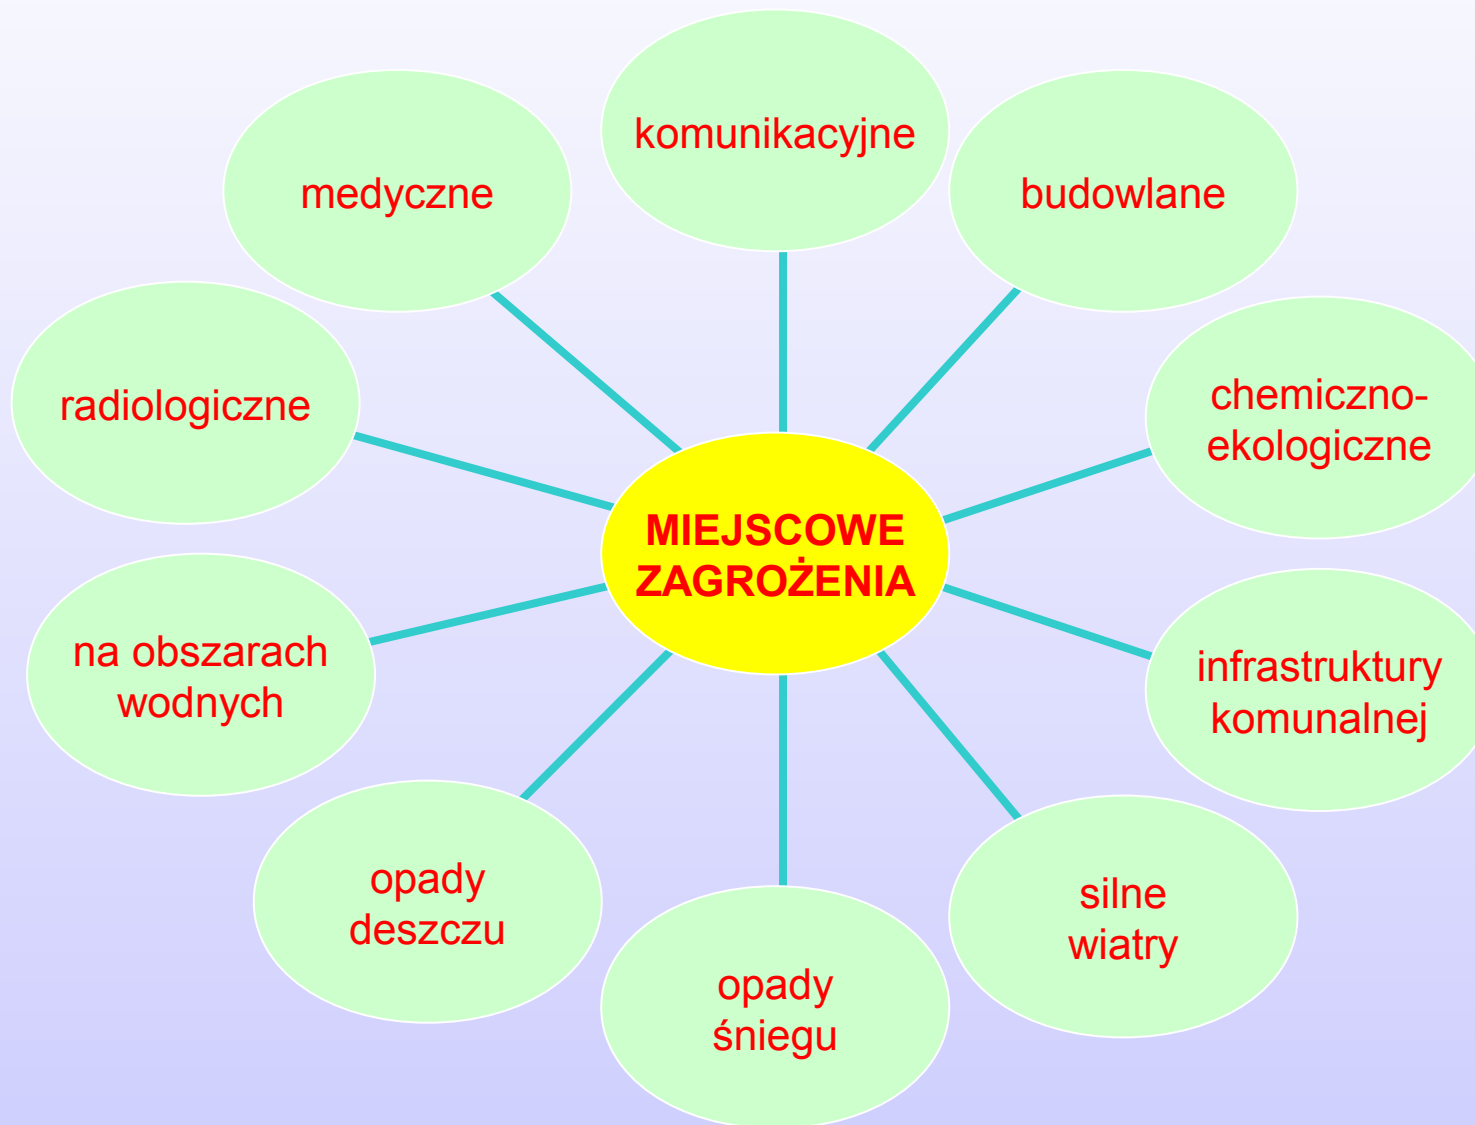 komunikacyjne
medyczne
budowlane
radiologiczne
chemiczno-
ekologiczne
MIEJSCOWE
ZAGROŻENIA
na obszarach
wodnych
infrastruktury
komunalnej
opady
deszczu
silne
wiatry
opady
śniegu